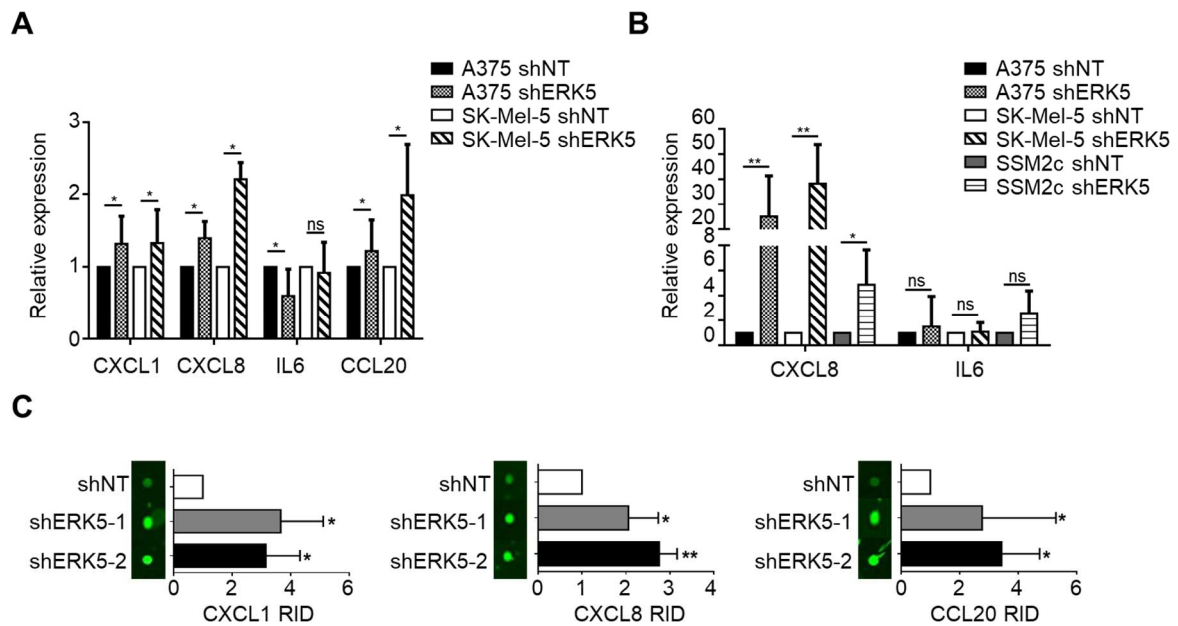 A
A375 shNT
A375 shERK5
SK-Mel-5 shNT
SK-Mel-5 shERK5
Relative expression
3
2
1
0
*
*
*
*
*
ns
*
*
CXCL1
CXCL8
IL6
CCL20
B
A375 shNT
A375 shERK5
SK-Mel-5 shNT
SK-Mel-5 shERK5
SSM2c shNT
SSM2c shERK5
Relative expression
60
50
40
30
20
8
6
4
2
0
**
**
*
ns
ns
ns
CXCL8
IL6
C
shNT
shERK5-1
*
shERK5-2
*
0 2 4 6
CXCL1 RID
shNT
shERK5-1
*
shERK5-2
**
0 1 2 3 4
CXCL8 RID
shNT
shERK5-1
*
shERK5-2
*
0 2 4 6
CCL20 RID